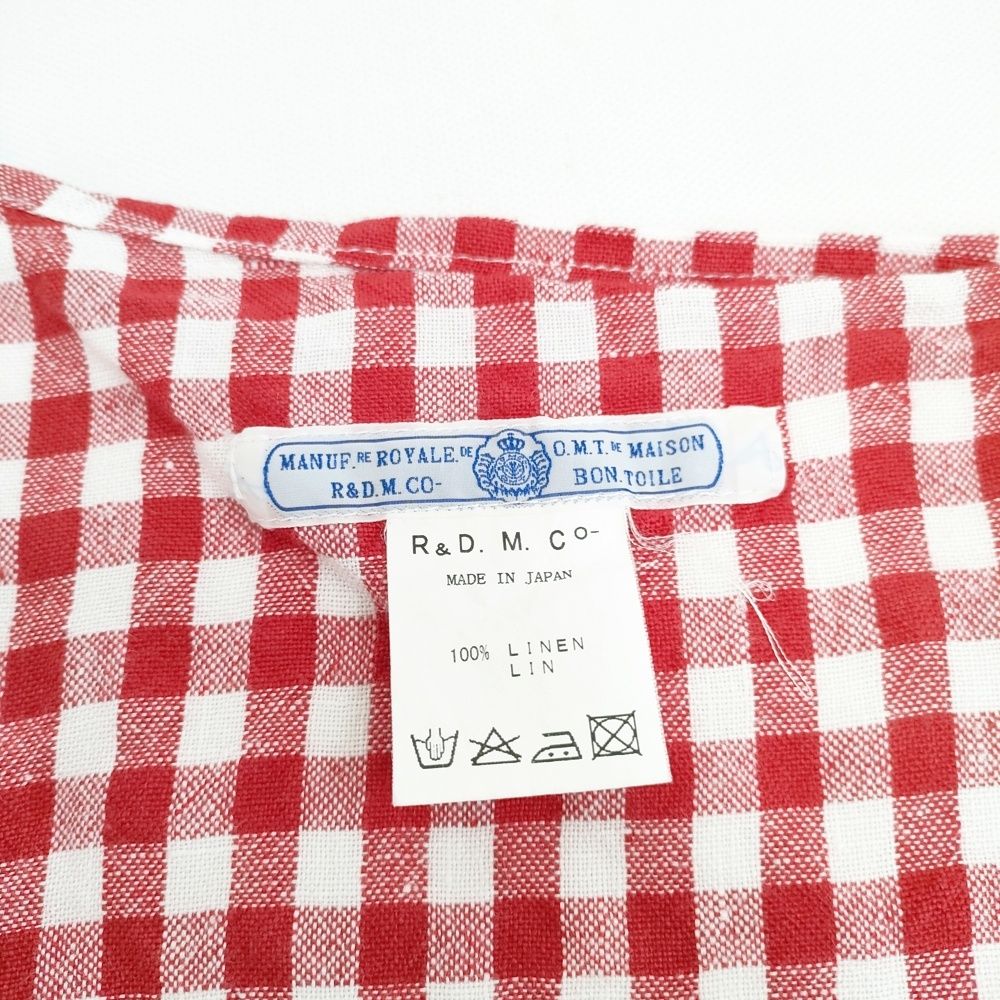 MANUF.RE ROYALE.DE O.M.T.DE MAISON
R&D.M.CO- BON.TOILE
R&D.M.Co-
MADE IN JAPAN
100% LINEN
LIN